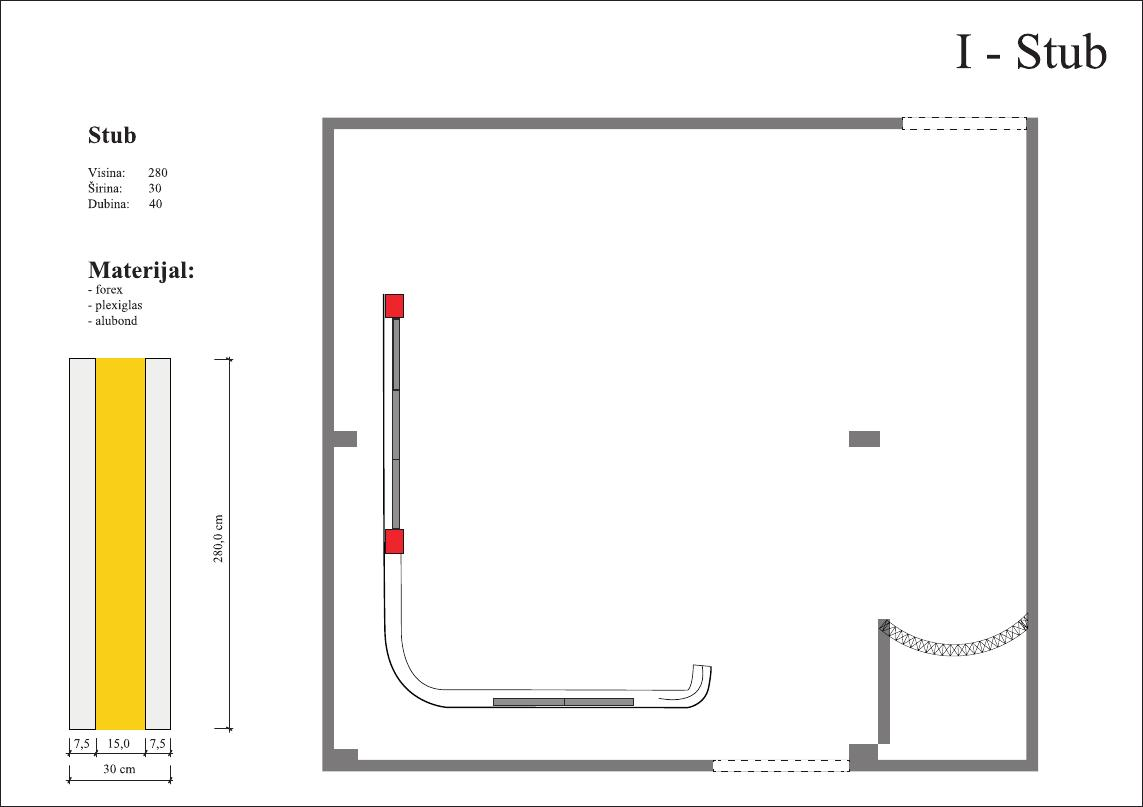 I - Stub
Stub
Visina: 280
Širina: 30
Dubina: 40
Materijal:
- forex
- plexiglas
- alubond
280,0 cm
7,5 15,0 7,5
30 cm